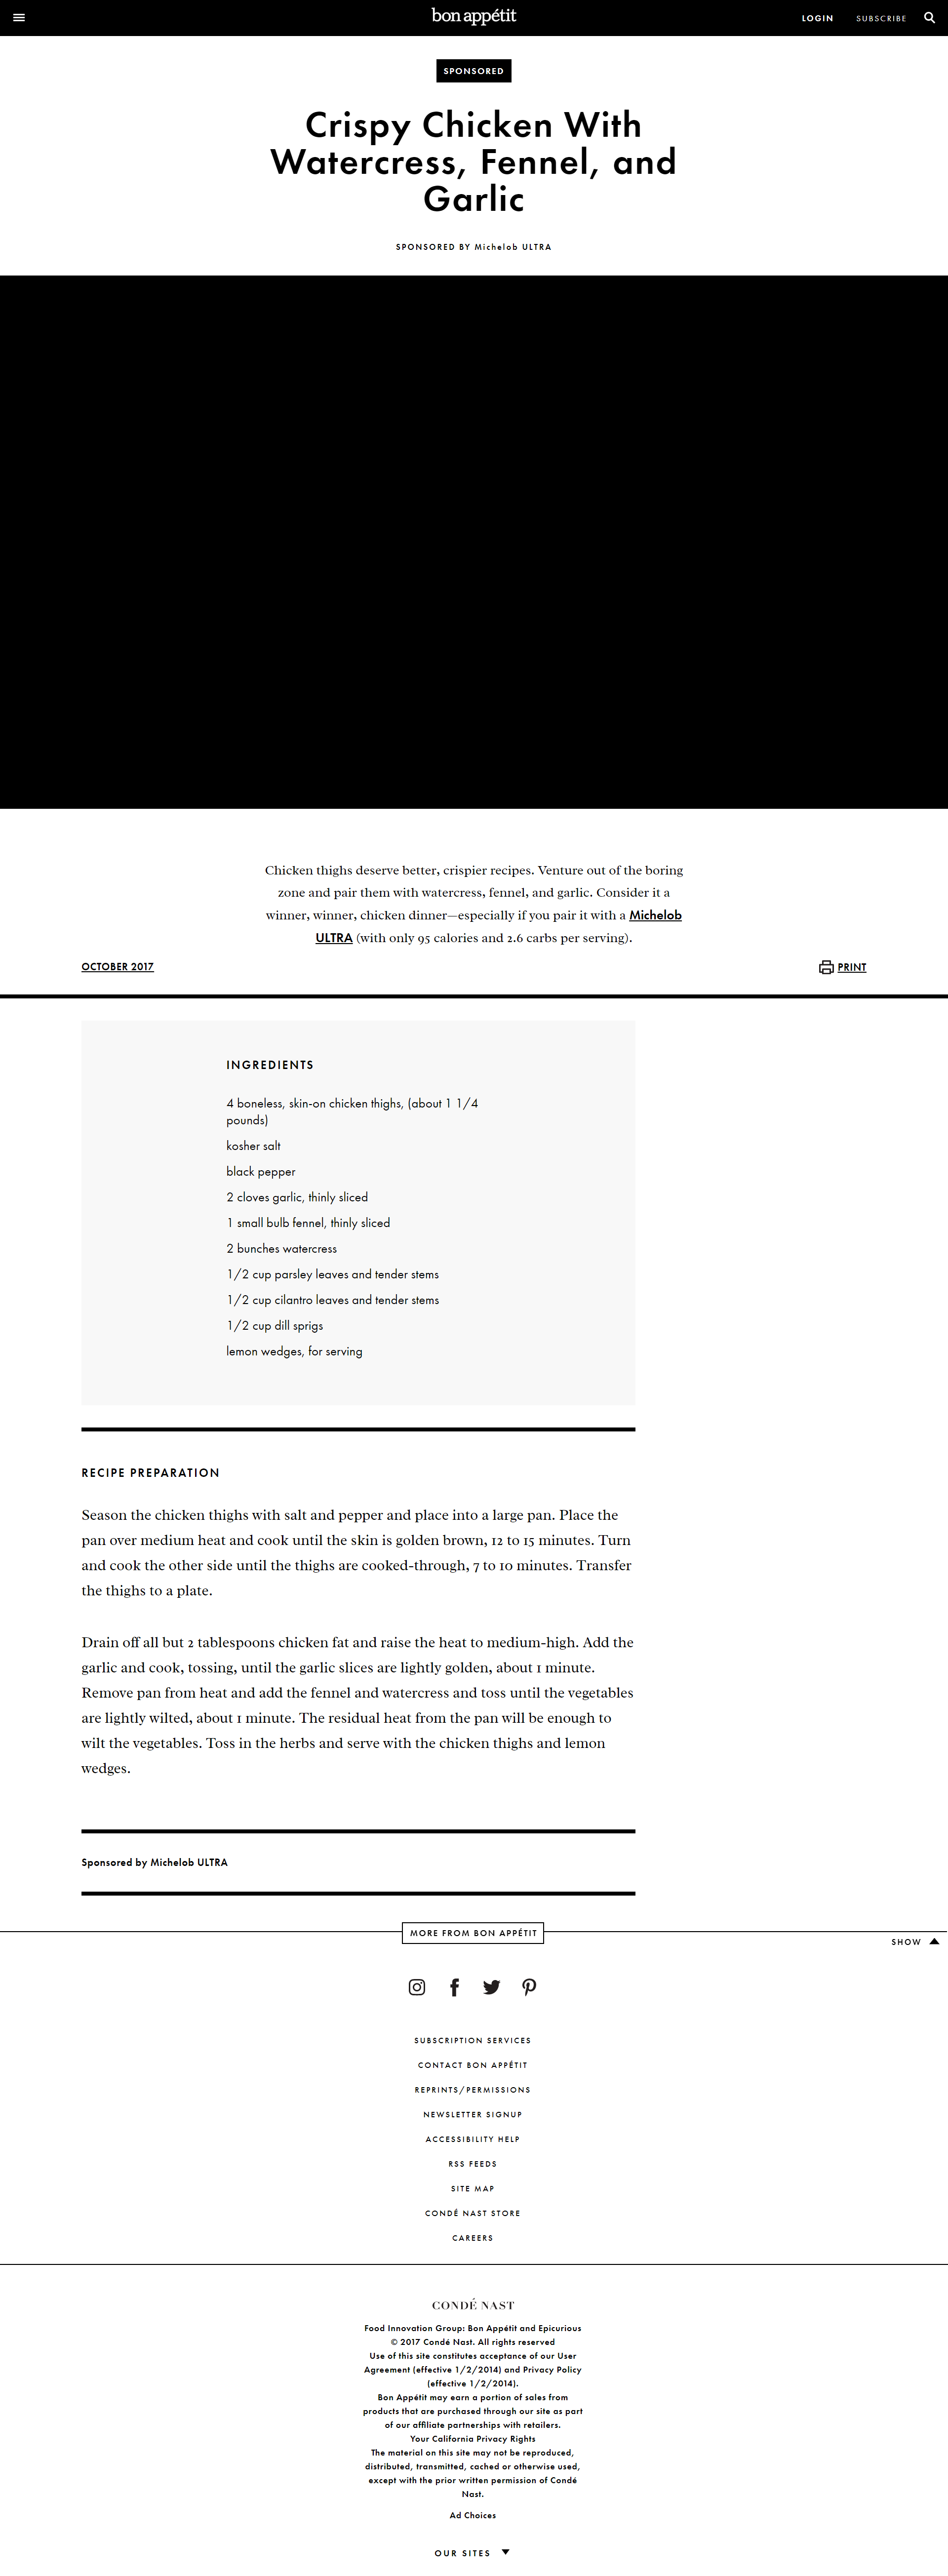 bon appétit
LOGIN
SUBSCRIBE
SPONSORED
Crispy Chicken With
Watercress, Fennel, and
Garlic
SPONSORED BY Michelob ULTRA
Chicken thighs deserve better, crispier recipes. Venture out of the boring
zone and pair them with watercress, fennel, and garlic. Consider it a
winner, winner, chicken dinner—especially if you pair it with a Michelob
ULTRA (with only 95 calories and 2.6 carbs per serving).
OCTOBER 2017
PRINT
INGREDIENTS
4 boneless, skin-on chicken thighs, (about 1 1/4
pounds)
kosher salt
black pepper
2 cloves garlic, thinly sliced
1 small bulb fennel, thinly sliced
2 bunches watercress
1/2 cup parsley leaves and tender stems
1/2 cup cilantro leaves and tender stems
1/2 cup dill sprigs
lemon wedges, for serving
RECIPE PREPARATION
Season the chicken thighs with salt and pepper and place into a large pan. Place the
pan over medium heat and cook until the skin is golden brown, 12 to 15 minutes. Turn
and cook the other side until the thighs are cooked-through, 7 to 10 minutes. Transfer
the thighs to a plate.
Drain off all but 2 tablespoons chicken fat and raise the heat to medium-high. Add the
garlic and cook, tossing, until the garlic slices are lightly golden, about 1 minute.
Remove pan from heat and add the fennel and watercress and toss until the vegetables
are lightly wilted, about 1 minute. The residual heat from the pan will be enough to
wilt the vegetables. Toss in the herbs and serve with the chicken thighs and lemon
wedges.
Sponsored by Michelob ULTRA
MORE FROM BON APPÉTIT
SHOW
SUBSCRIPTION SERVICES
CONTACT BON APPÉTIT
REPRINTS/PERMISSIONS
NEWSLETTER SIGNUP
ACCESSIBILITY HELP
RSS FEEDS
SITE MAP
CONDÉ NAST STORE
CAREERS
CONDÉ NAST
Food Innovation Group: Bon Appétit and Epicurious
© 2017 Condé Nast. All rights reserved
Use of this site constitutes acceptance of our User
Agreement (effective 1/2/2014) and Privacy Policy
(effective 1/2/2014).
Bon Appétit may earn a portion of sales from
products that are purchased through our site as part
of our affiliate partnerships with retailers.
Your California Privacy Rights
The material on this site may not be reproduced,
distributed, transmitted, cached or otherwise used,
except with the prior written permission of Condé
Nast.
Ad Choices
OUR SITES